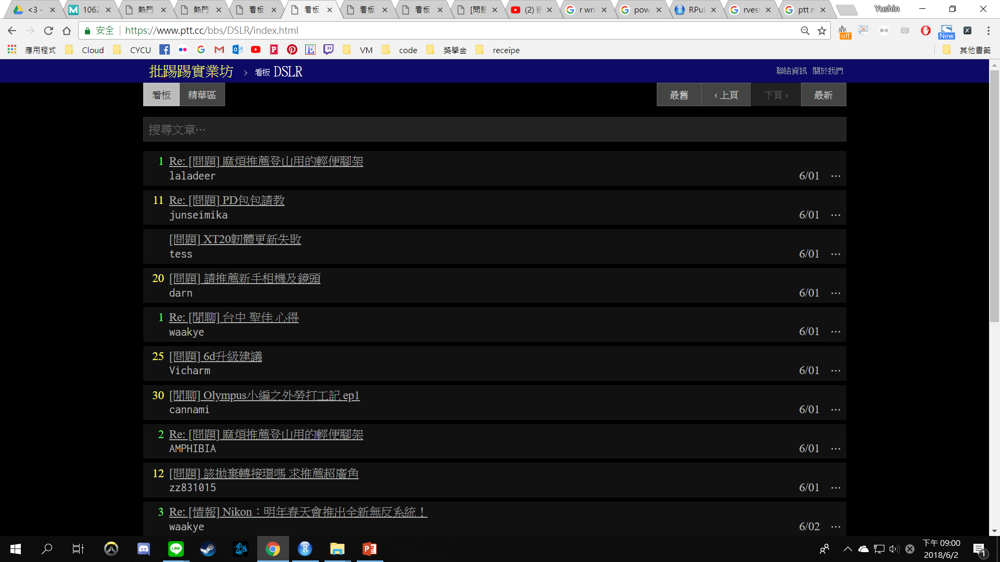 <3 -
1062
熱門
熱門
看板
看板
看板
看板
[問題
(2)
r wri
pow
RPul
rves
ptt r
Yushin
安全
https://www.ptt.cc/bbs/DSLR/index.html
off
New
應用程式
Cloud
CYCU
VM
code
獎學金
receipe
其他書籤
批踢踢實業坊 › 看板 DSLR
聯絡資訊 關於我們
看板 精華區
最舊 ‹ 上頁 下頁 › 最新
搜尋文章⋯
1 Re: [問題] 麻煩推薦登山用的輕便腳架
laladeer 6/01 ⋯
11 Re: [問題] PD包包請教
junseimika 6/01 ⋯
[問題] XT20韌體更新失敗
tess 6/01 ⋯
20 [問題] 請推薦新手相機及鏡頭
darn 6/01 ⋯
1 Re: [閒聊] 台中 聖佳 心得
waakye 6/01 ⋯
25 [問題] 6d升級建議
Vicharm 6/01 ⋯
30 [閒聊] Olympus小編之外勞打工記 ep1
cannami 6/01 ⋯
2 Re: [問題] 麻煩推薦登山用的輕便腳架
AMPHIBIA 6/01 ⋯
12 [問題] 該拋棄轉接環嗎 求推薦超廣角
zz831015 6/01 ⋯
3 Re: [情報] Nikon：明年春天會推出全新無反系統！
waakye 6/02 ⋯
LINE
下午 09:00
2018/6/2
1